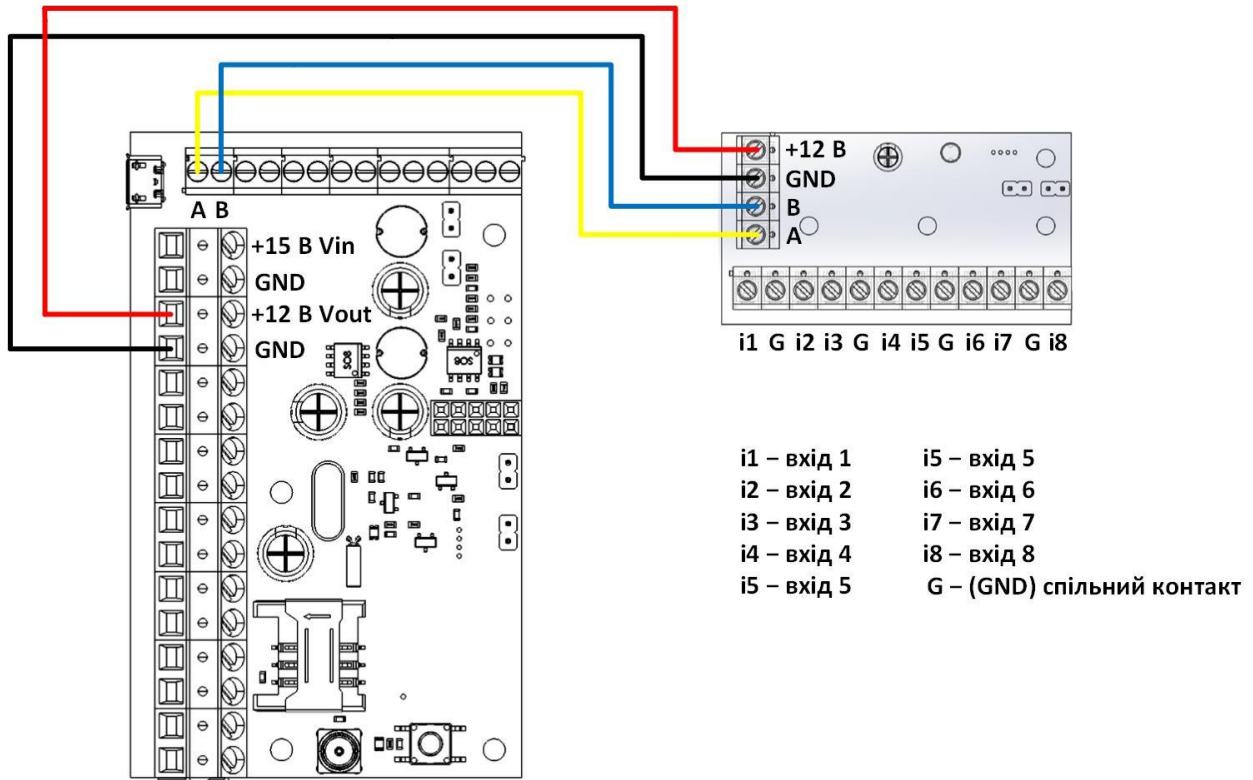 A B
+15 В Vin
GND
+12 В Vout
GND
SO8
SO8
+12 В
GND
B
A
i1 G i2 i3 G i4 i5 G i6 i7 G i8
i1 – вхід 1
i2 – вхід 2
i3 – вхід 3
i4 – вхід 4
i5 – вхід 5
i5 – вхід 5
i6 – вхід 6
i7 – вхід 7
i8 – вхід 8
G – (GND) спільний контакт